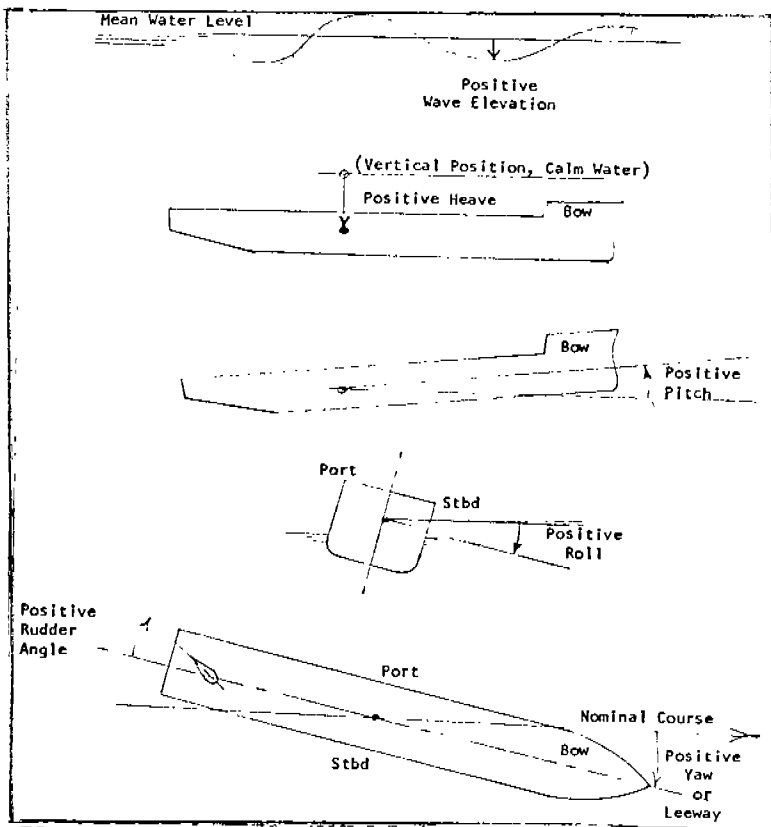 Mean Water Level
Positive
Wave Elevation
(Vertical Position, Calm Water)
Positive Heave
Bow
Bow
Positive
Pitch
Port
Stbd
Positive
Roll
Positive
Rudder
Angle
Port
Nominal Course
Bow
Stbd
Positive
Yaw
or
Leeway